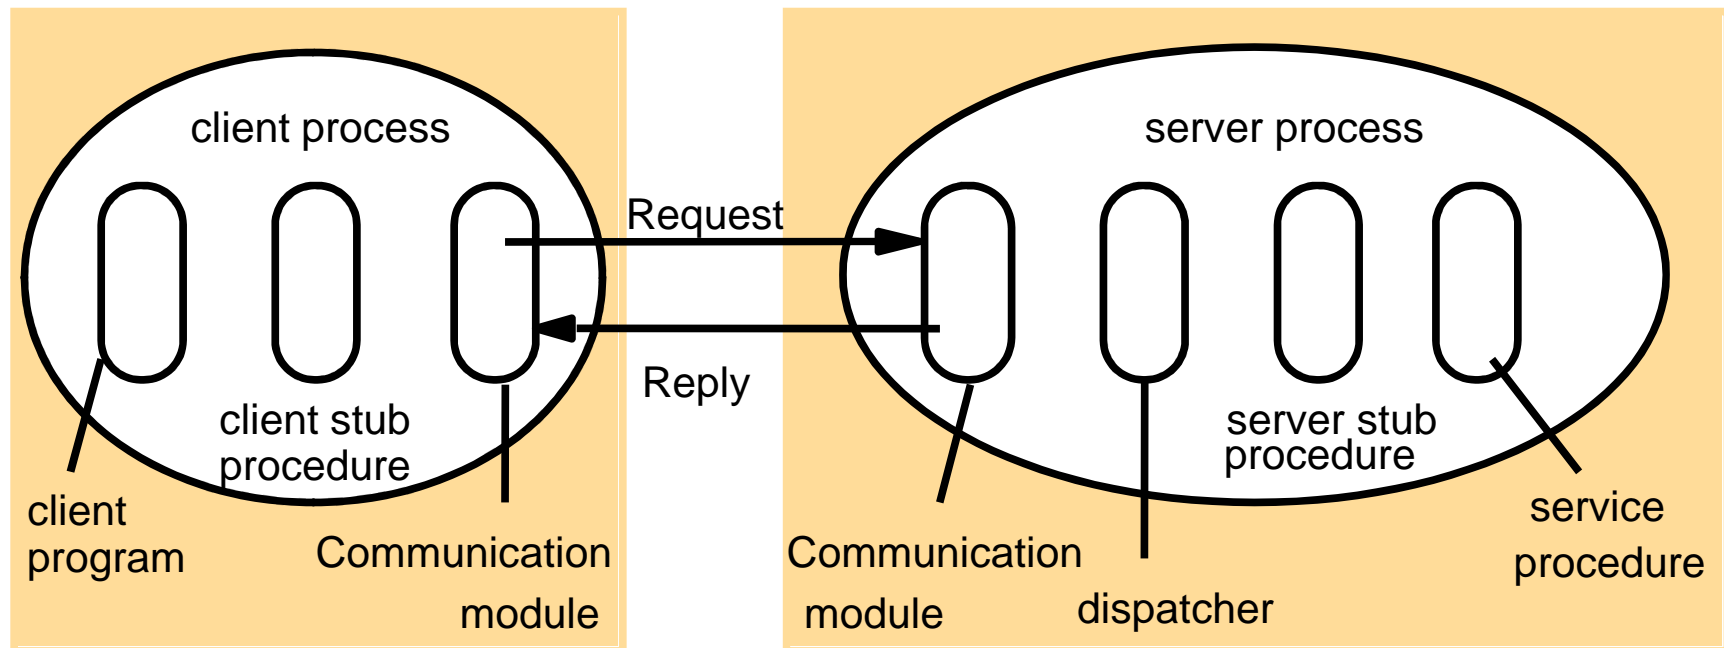 client process
server process
Request
Reply
client stub
procedure
server stub
procedure
client
program
Communication
module
Communication
module
dispatcher
service
procedure